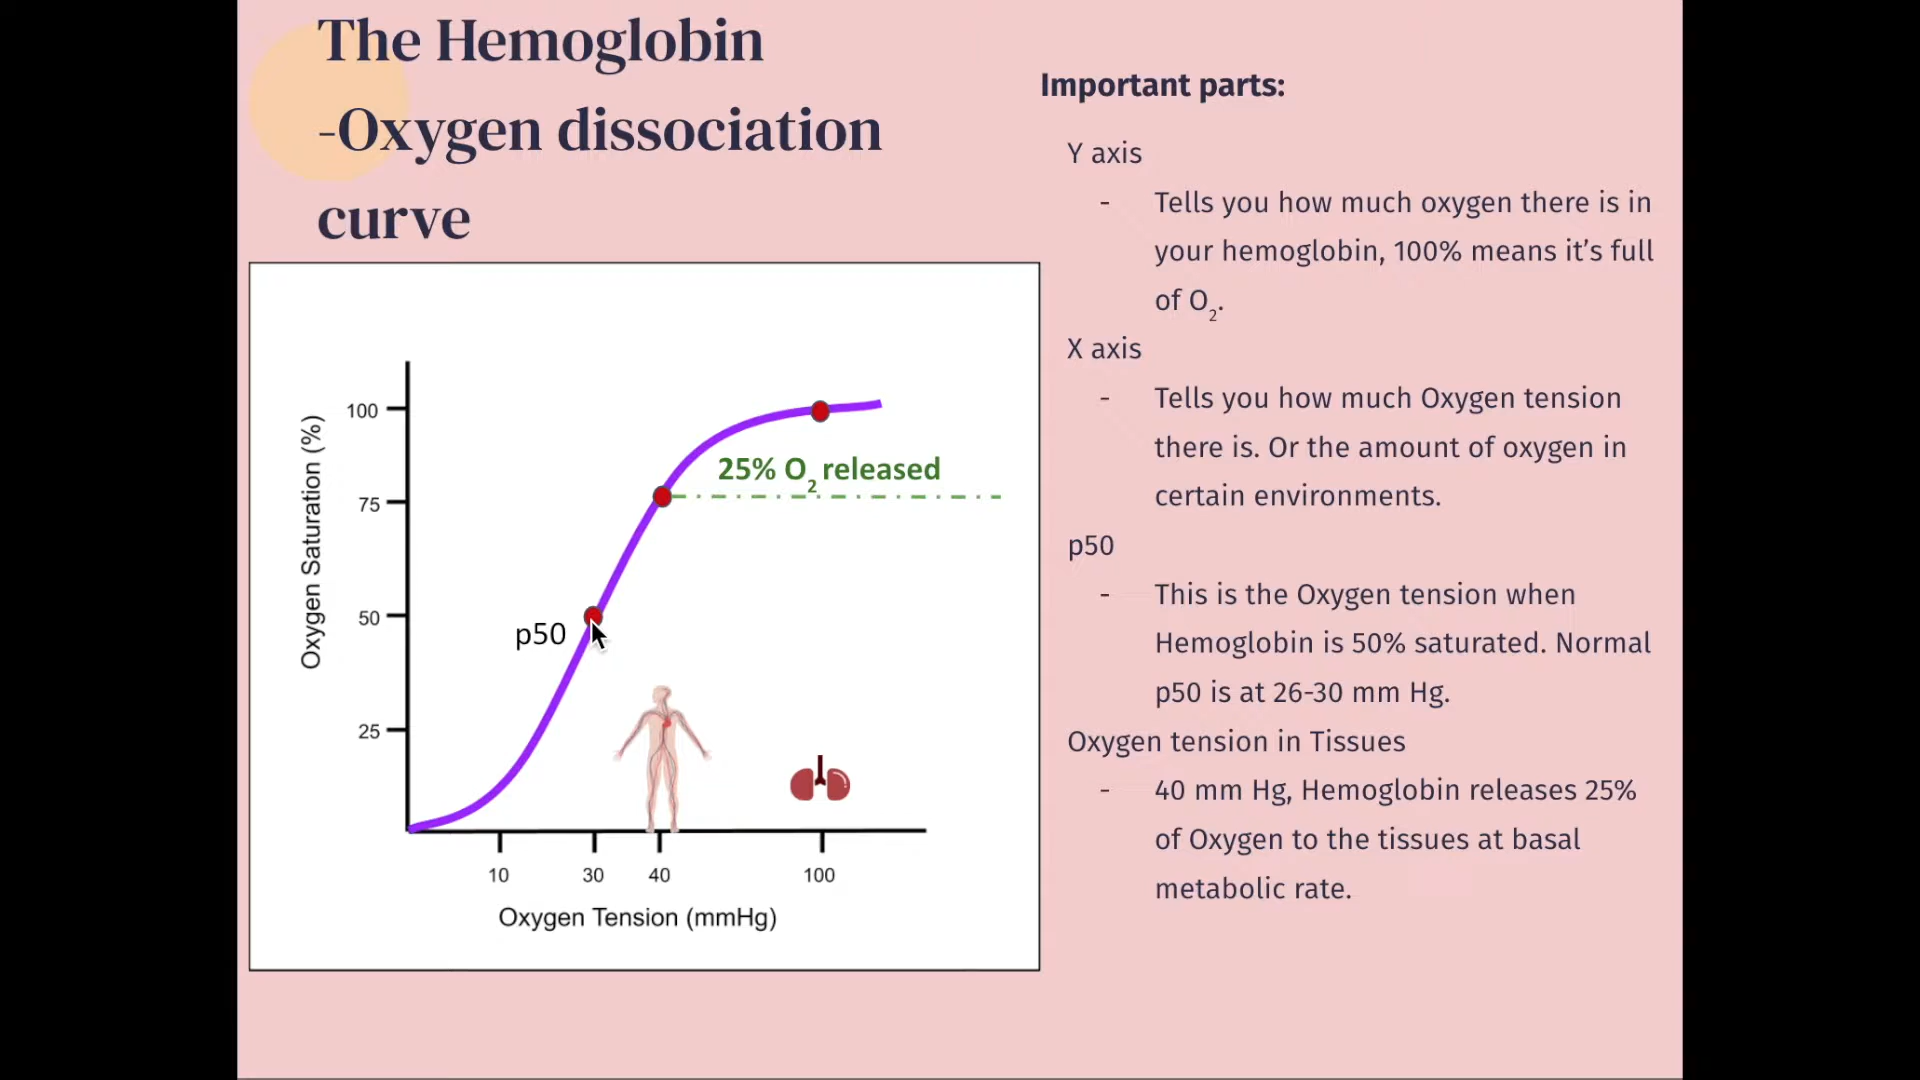 The Hemoglobin
-Oxygen dissociation
curve
Important parts:
Y axis
- Tells you how much oxygen there is in
your hemoglobin, 100% means it’s full
of O₂.
X axis
- Tells you how much Oxygen tension
there is. Or the amount of oxygen in
certain environments.
p50
- This is the Oxygen tension when
Hemoglobin is 50% saturated. Normal
p50 is at 26-30 mm Hg.
Oxygen tension in Tissues
- 40 mm Hg, Hemoglobin releases 25%
of Oxygen to the tissues at basal
metabolic rate.
Oxygen Saturation (%)
100
75
50
25
25% O₂ released
p50
10 30 40 100
Oxygen Tension (mmHg)